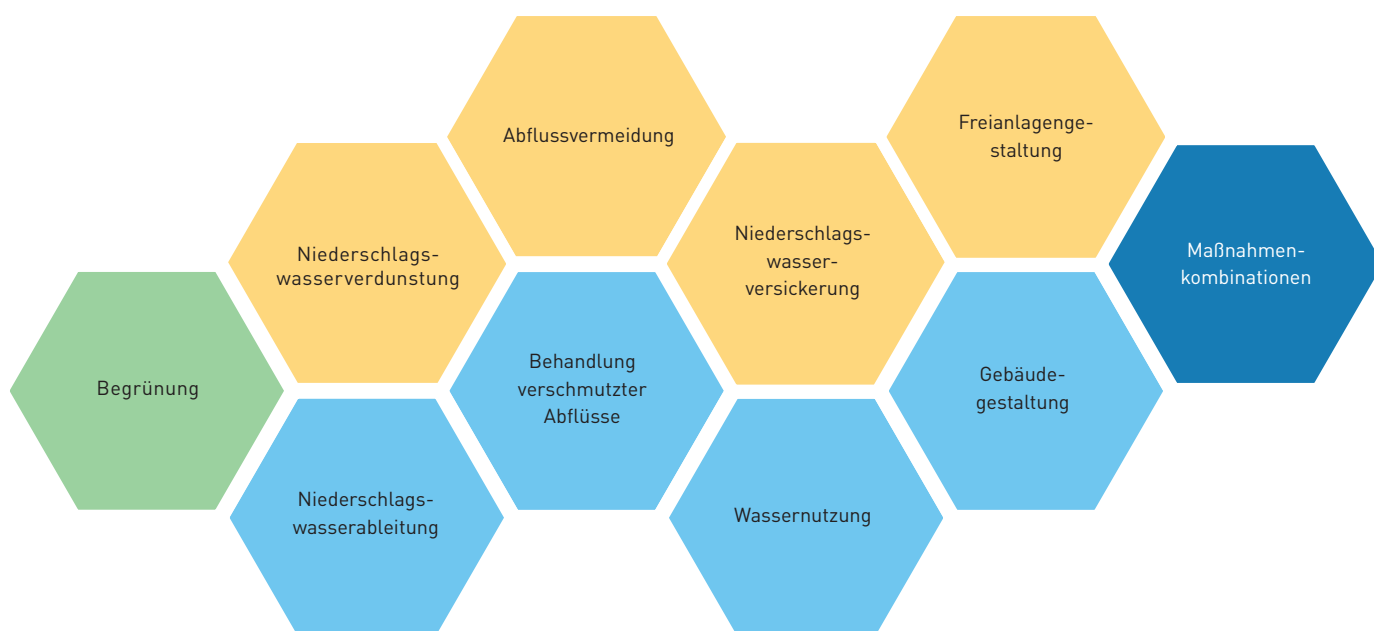 Abflussvermeidung
Freianlagenge-
staltung
Niederschlags-
wasserverdunstung
Niederschlags-
wasser-
versickerung
Maßnahmen-
kombinationen
Begrünung
Behandlung
verschmutzter
Abflüsse
Gebäude-
gestaltung
Niederschlags-
wasserableitung
Wassernutzung